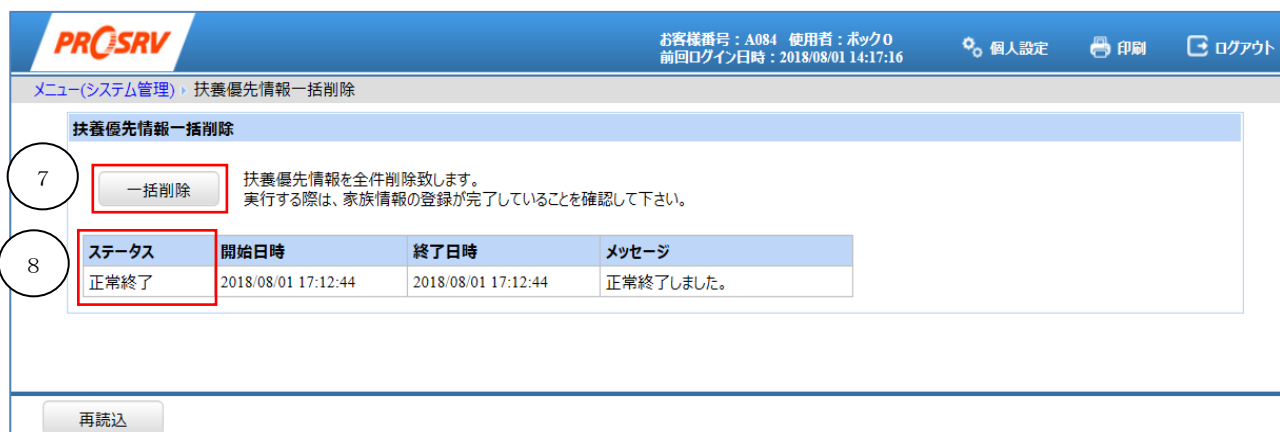 PROSRV
お客様番号：A084 使用者：ボック0
前回ログイン日時：2018/08/01 14:17:16
個人設定
印刷
ログアウト
メニュー(システム管理) 扶養優先情報一括削除
扶養優先情報一括削除
7
一括削除
扶養優先情報を全件削除致します。
実行する際は、家族情報の登録が完了していることを確認して下さい。
8
ステータス 開始日時 終了日時 メッセージ
正常終了 2018/08/01 17:12:44 2018/08/01 17:12:44 正常終了しました。
再読込